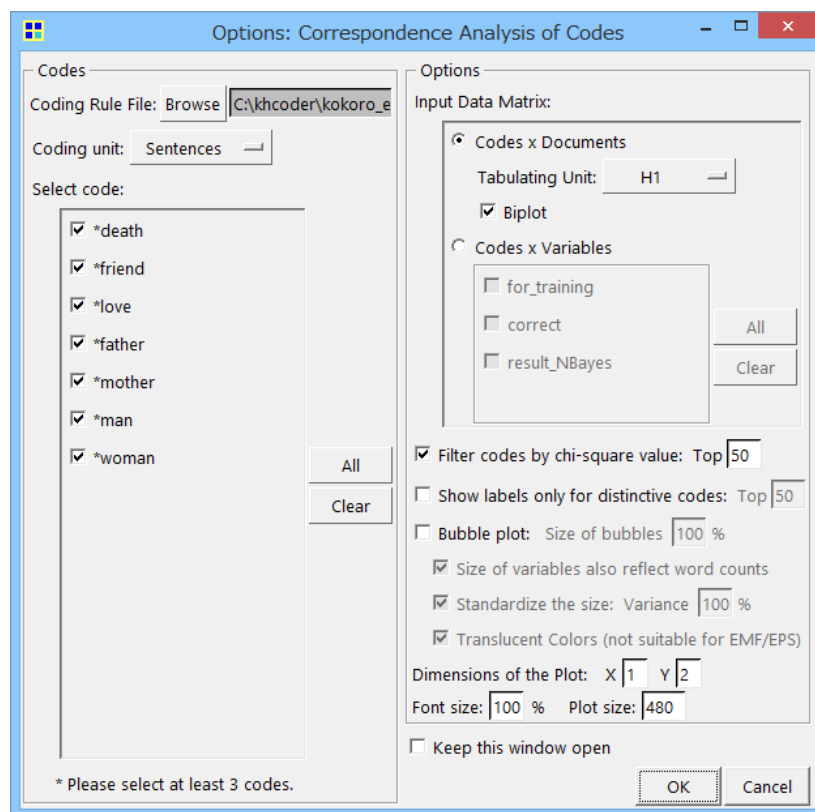 Options: Correspondence Analysis of Codes
Codes
Coding Rule File: Browse C:\khcoder\kokoro_e
Coding unit: Sentences
Select code:
*death
*friend
*love
*father
*mother
*man
*woman
All
Clear
* Please select at least 3 codes.
Options
Input Data Matrix:
Codes x Documents
Tabulating Unit: H1
Biplot
Codes x Variables
for_training
correct
result_NBayes
All
Clear
Filter codes by chi-square value: Top 50
Show labels only for distinctive codes: Top 50
Bubble plot: Size of bubbles 100 %
Size of variables also reflect word counts
Standardize the size: Variance 100 %
Translucent Colors (not suitable for EMF/EPS)
Dimensions of the Plot: X 1 Y 2
Font size: 100 % Plot size: 480
Keep this window open
OK Cancel